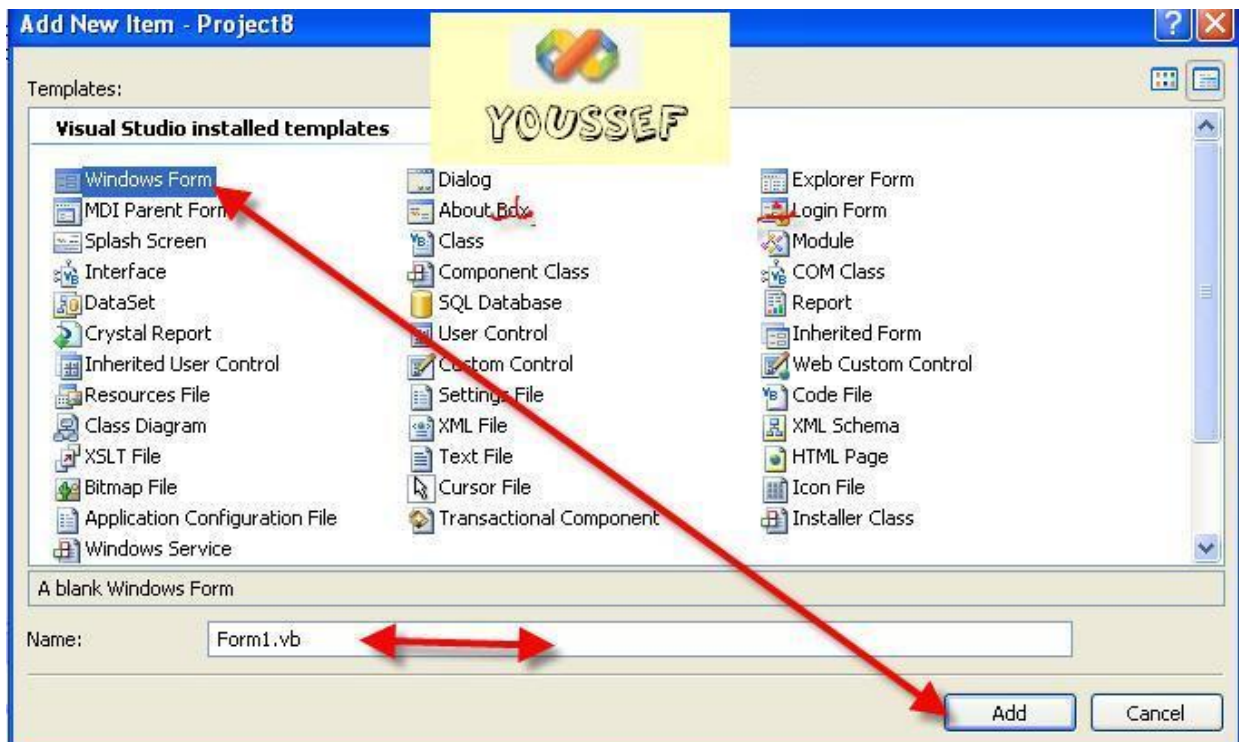 Add New Item - Project8
YOUSSEF
Templates:
Visual Studio installed templates
Windows Form Dialog Explorer Form
MDI Parent Form About Box Login Form
Splash Screen Class Module
Interface Component Class COM Class
DataSet SQL Database Report
Crystal Report User Control Inherited Form
Inherited User Control Custom Control Web Custom Control
Resources File Settings File Code File
Class Diagram XML File XML Schema
XSLT File Text File HTML Page
Bitmap File Cursor File Icon File
Application Configuration File Transactional Component Installer Class
Windows Service
A blank Windows Form
Name: Form1.vb
Add Cancel